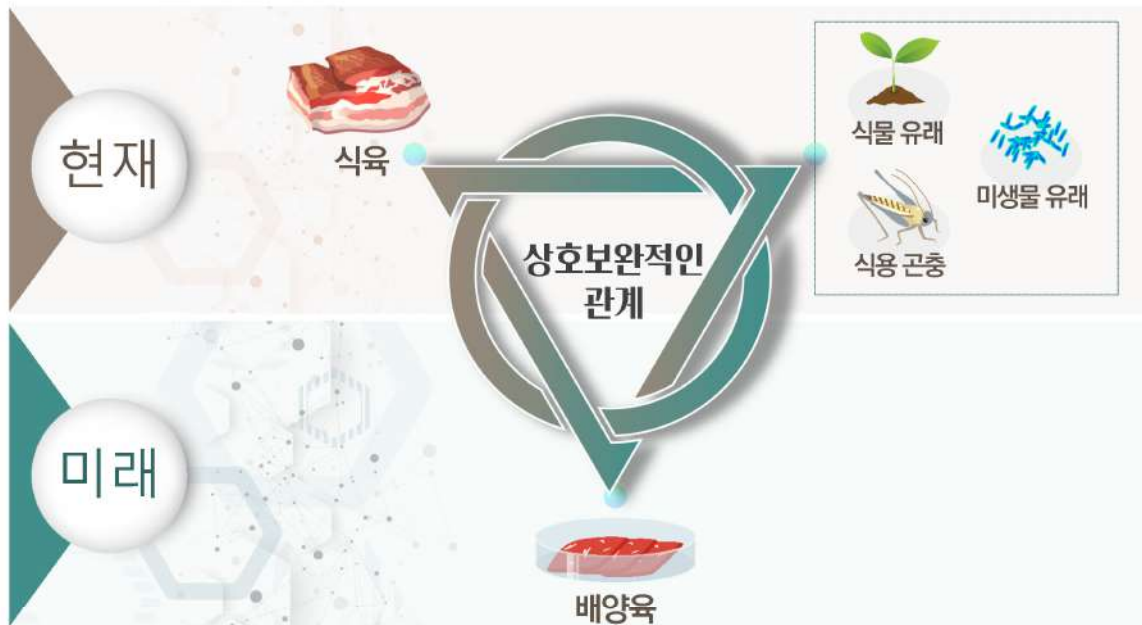 현재
식육
식물 유래
미생물 유래
식용 곤충
상호보완적인
관계
미래
배양육